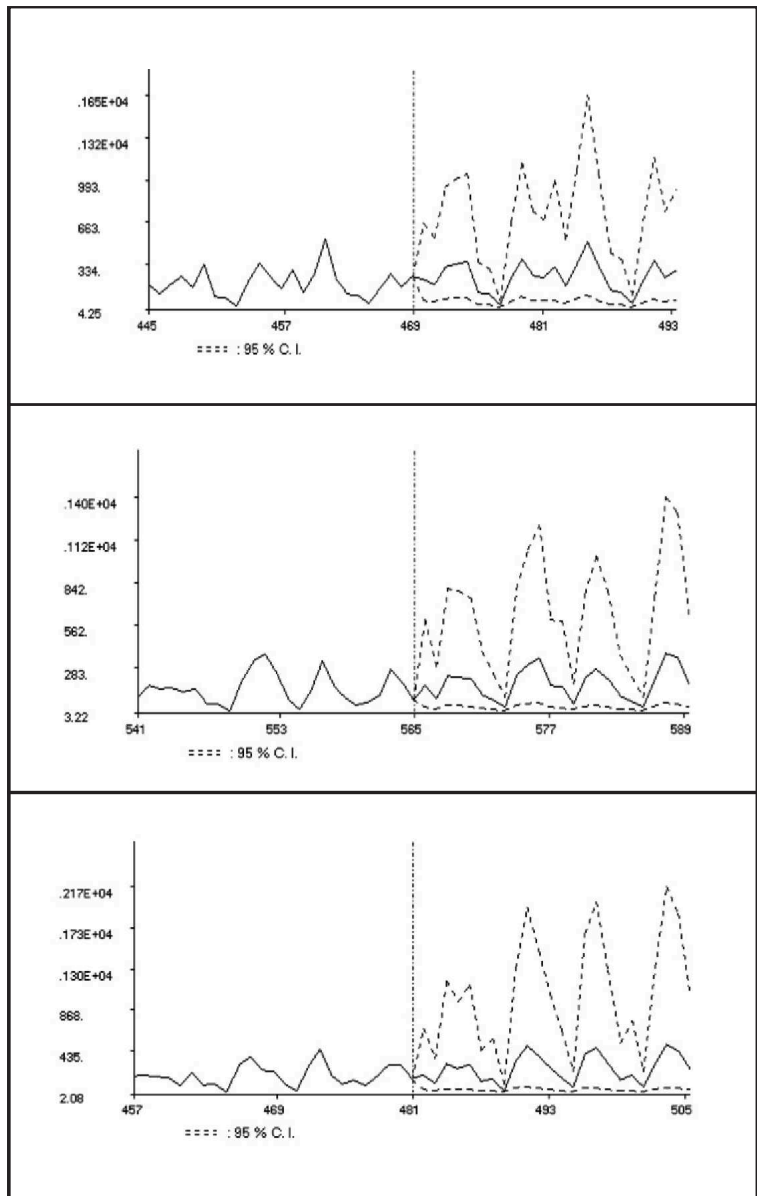 .165E+04
.132E+04
993.
663.
334.
4.25
445 457 469 481 493
==== : 95 % C. I.
.140E+04
.112E+04
842.
562.
283.
3.22
541 553 565 577 589
==== : 95 % C. I.
.217E+04
.173E+04
.130E+04
868.
435.
2.08
457 469 481 493 505
==== : 95 % C. I.